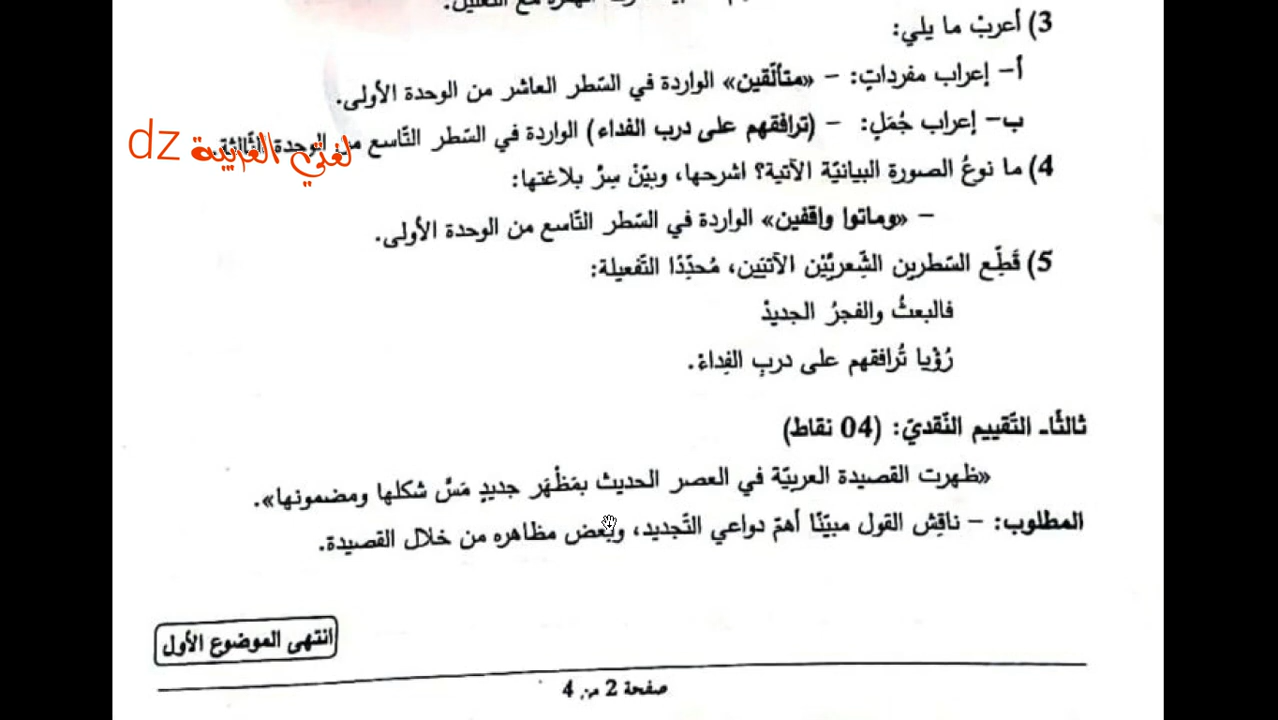 3) أعربْ ما يلي:
أ- إعراب مفرداتٍ: - «متألّقين» الواردة في السّطر العاشر من الوحدة الأولى.
ب- إعراب جُمَلٍ: - (ترافقهم على درب الفداء) الواردة في السّطر التّاسع من الوحدة الثّالثة.
لغتي العربية dz
4) ما نوعُ الصورة البيانيّة الآتية؟ اشرحها، وبيّنْ سِرَّ بلاغتها:
- «وماتوا واقفين» الواردة في السّطر التّاسع من الوحدة الأولى.
5) قَطِّع السّطرين الشِّعريَّيْن الآتيَين، مُحدِّدًا التّفعيلة:
فالبعثُ والفجرُ الجديدْ
رُؤْيا تُرافقهم على دربِ الفِداءْ.
ثالثًا- التّقييم النّقديّ: (04 نقاط)
«ظهرت القصيدة العربيّة في العصر الحديث بمَظْهَر جديدٍ مَسَّ شكلها ومضمونها».
المطلوب: - ناقِش القول مبيّنًا أهمّ دواعي التّجديد، وبعض مظاهره من خلال القصيدة.
انتهى الموضوع الأول
صفحة 2 من 4